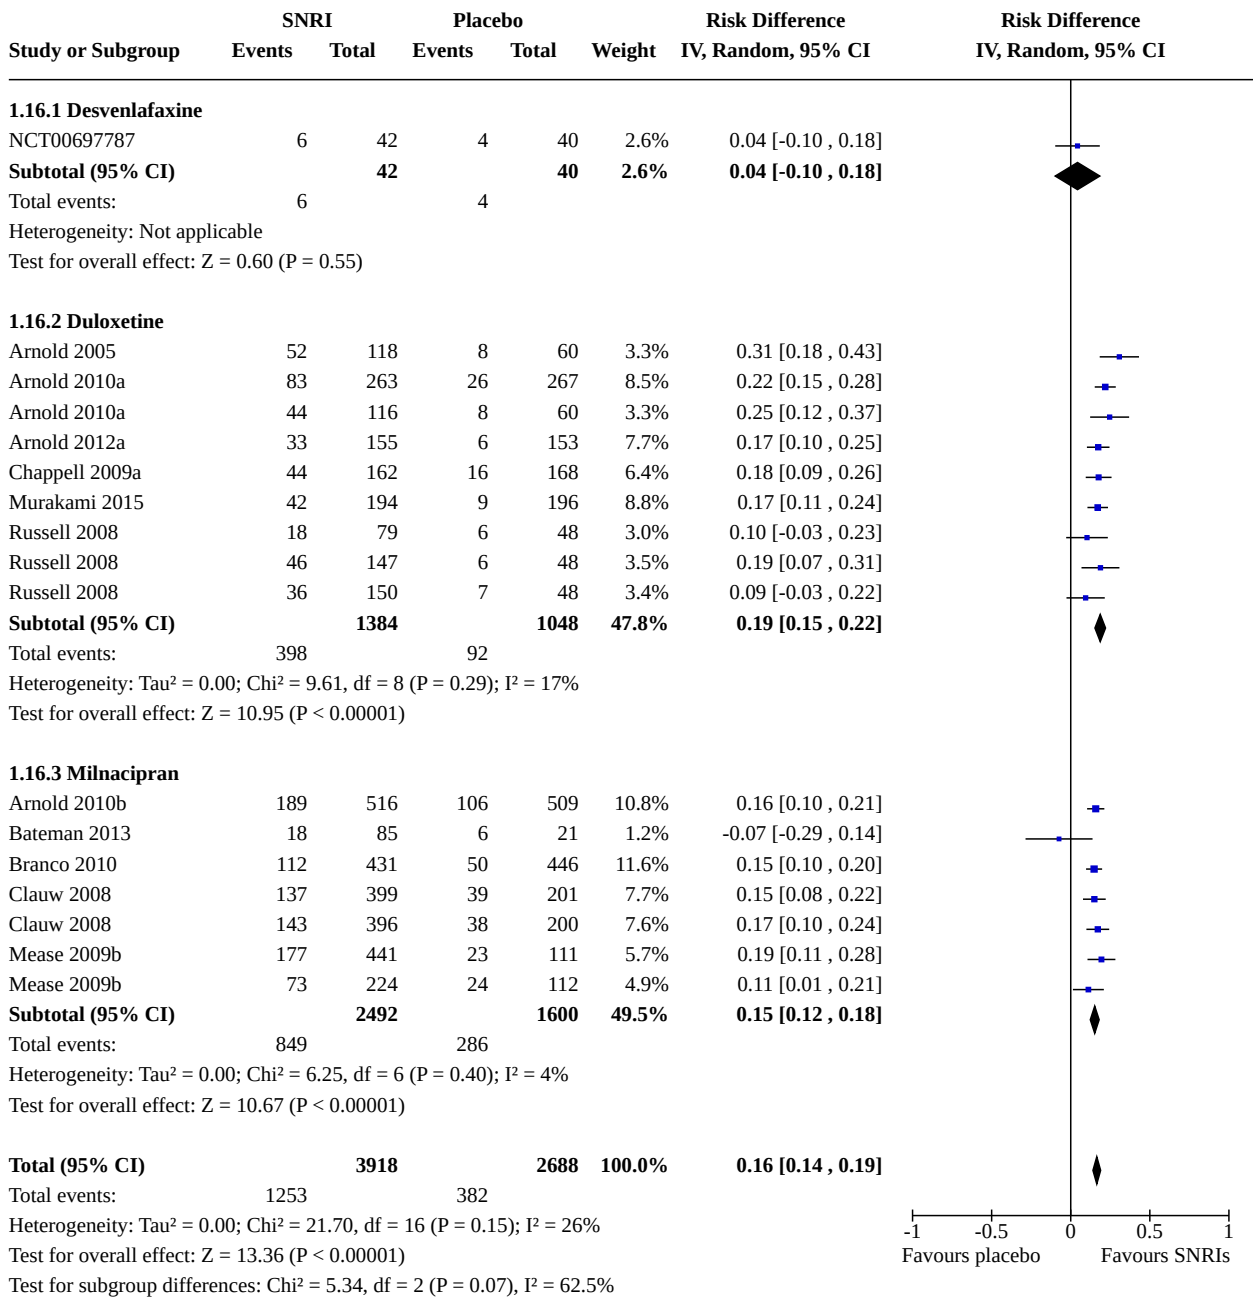 SNRI Placebo Risk Difference Risk Difference
Study or Subgroup Events Total Events Total Weight IV, Random, 95% CI IV, Random, 95% CI
1.16.1 Desvenlafaxine
NCT00697787 6 42 4 40 2.6% 0.04 [-0.10 , 0.18]
Subtotal (95% CI) 42 40 2.6% 0.04 [-0.10 , 0.18]
Total events: 6 4
Heterogeneity: Not applicable
Test for overall effect: Z = 0.60 (P = 0.55)
1.16.2 Duloxetine
Arnold 2005 52 118 8 60 3.3% 0.31 [0.18 , 0.43]
Arnold 2010a 83 263 26 267 8.5% 0.22 [0.15 , 0.28]
Arnold 2010a 44 116 8 60 3.3% 0.25 [0.12 , 0.37]
Arnold 2012a 33 155 6 153 7.7% 0.17 [0.10 , 0.25]
Chappell 2009a 44 162 16 168 6.4% 0.18 [0.09 , 0.26]
Murakami 2015 42 194 9 196 8.8% 0.17 [0.11 , 0.24]
Russell 2008 18 79 6 48 3.0% 0.10 [-0.03 , 0.23]
Russell 2008 46 147 6 48 3.5% 0.19 [0.07 , 0.31]
Russell 2008 36 150 7 48 3.4% 0.09 [-0.03 , 0.22]
Subtotal (95% CI) 1384 1048 47.8% 0.19 [0.15 , 0.22]
Total events: 398 92
Heterogeneity: Tau² = 0.00; Chi² = 9.61, df = 8 (P = 0.29); I² = 17%
Test for overall effect: Z = 10.95 (P < 0.00001)
1.16.3 Milnacipran
Arnold 2010b 189 516 106 509 10.8% 0.16 [0.10 , 0.21]
Bateman 2013 18 85 6 21 1.2% -0.07 [-0.29 , 0.14]
Branco 2010 112 431 50 446 11.6% 0.15 [0.10 , 0.20]
Clauw 2008 137 399 39 201 7.7% 0.15 [0.08 , 0.22]
Clauw 2008 143 396 38 200 7.6% 0.17 [0.10 , 0.24]
Mease 2009b 177 441 23 111 5.7% 0.19 [0.11 , 0.28]
Mease 2009b 73 224 24 112 4.9% 0.11 [0.01 , 0.21]
Subtotal (95% CI) 2492 1600 49.5% 0.15 [0.12 , 0.18]
Total events: 849 286
Heterogeneity: Tau² = 0.00; Chi² = 6.25, df = 6 (P = 0.40); I² = 4%
Test for overall effect: Z = 10.67 (P < 0.00001)
Total (95% CI) 3918 2688 100.0% 0.16 [0.14 , 0.19]
Total events: 1253 382
Heterogeneity: Tau² = 0.00; Chi² = 21.70, df = 16 (P = 0.15); I² = 26%
Test for overall effect: Z = 13.36 (P < 0.00001)
Test for subgroup differences: Chi² = 5.34, df = 2 (P = 0.07), I² = 62.5%
-1 -0.5 0 0.5 1
Favours placebo Favours SNRIs